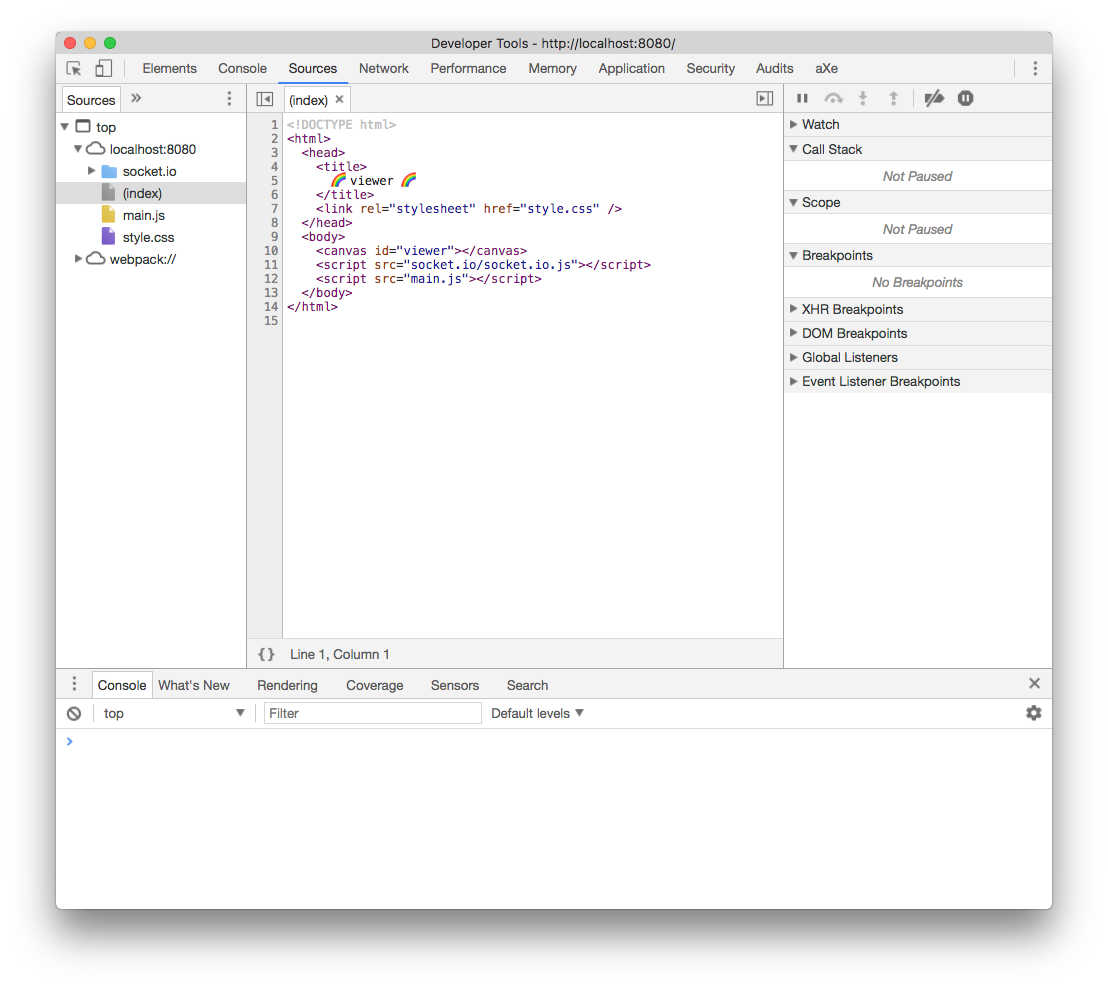 Developer Tools - http://localhost:8080/
Elements Console Sources Network Performance Memory Application Security Audits aXe
Sources
top
localhost:8080
socket.io
(index)
main.js
style.css
webpack://
(index)
1 <!DOCTYPE html>
2 <html>
3   <head>
4     <title>
5       🌈 viewer 🌈
6     </title>
7     <link rel="stylesheet" href="style.css" />
8   </head>
9   <body>
10     <canvas id="viewer"></canvas>
11     <script src="socket.io/socket.io.js"></script>
12     <script src="main.js"></script>
13   </body>
14 </html>
15
{} Line 1, Column 1
Watch
Call Stack
Not Paused
Scope
Not Paused
Breakpoints
No Breakpoints
XHR Breakpoints
DOM Breakpoints
Global Listeners
Event Listener Breakpoints
Console What's New Rendering Coverage Sensors Search
top Filter Default levels